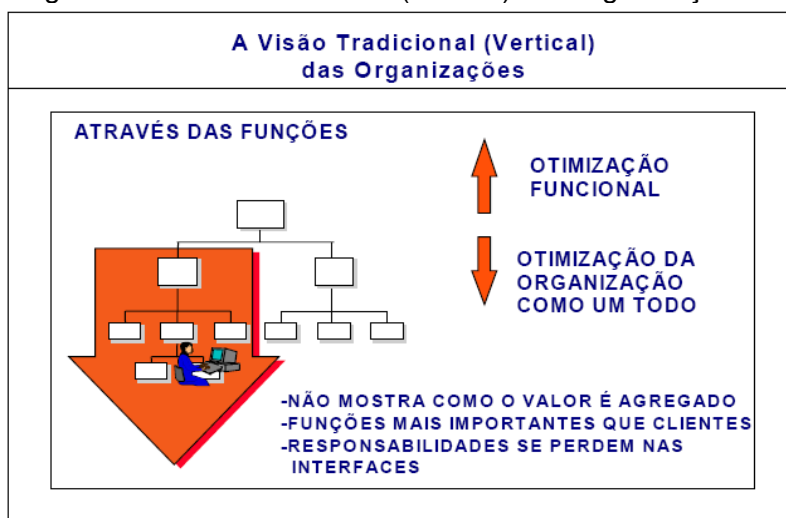 A Visão Tradicional (Vertical)
das Organizações
ATRAVÉS DAS FUNÇÕES
OTIMIZAÇÃO
FUNCIONAL
OTIMIZAÇÃO DA
ORGANIZAÇÃO
COMO UM TODO
-NÃO MOSTRA COMO O VALOR É AGREGADO
-FUNÇÕES MAIS IMPORTANTES QUE CLIENTES
-RESPONSABILIDADES SE PERDEM NAS
INTERFACES